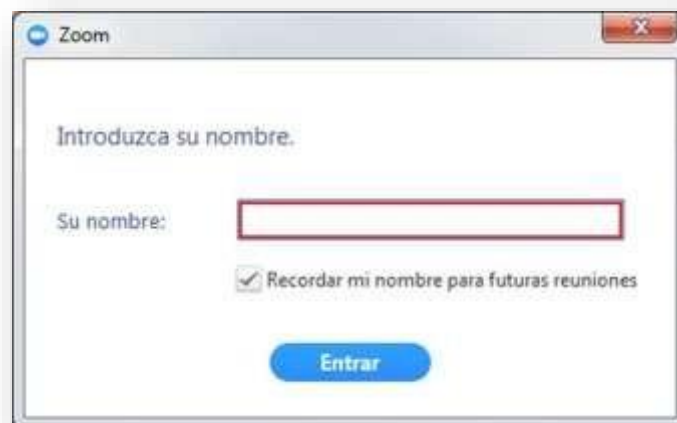 Zoom
Introduzca su nombre.
Su nombre:
Recordar mi nombre para futuras reuniones
Entrar